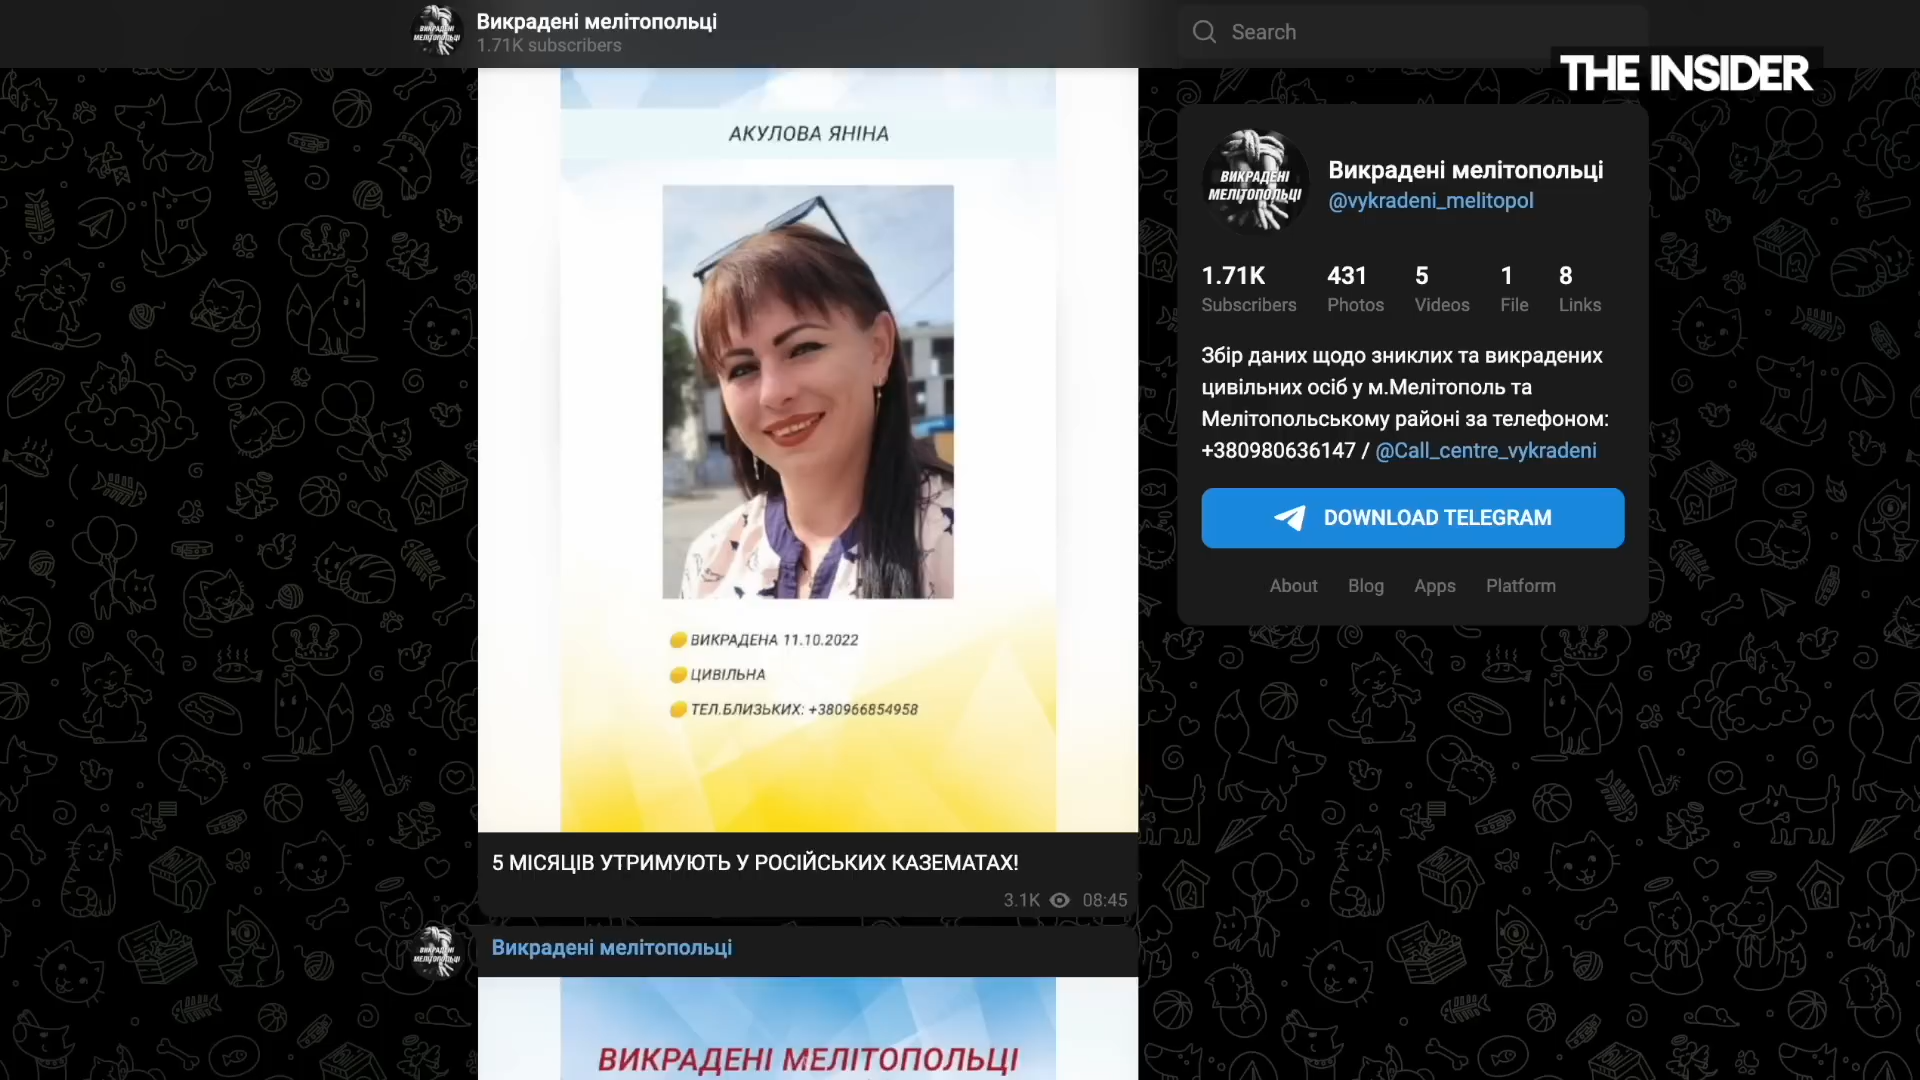 Викрадені мелітопольці
1.71K subscribers
Search
THE INSIDER
АКУЛОВА ЯНІНА
ВИКРАДЕНА 11.10.2022
ЦИВІЛЬНА
ТЕЛ.БЛИЗЬКИХ: +380966854958
5 МІСЯЦІВ УТРИМУЮТЬ У РОСІЙСЬКИХ КАЗЕМАТАХ!
3.1K 08:45
Викрадені мелітопольці
ВИКРАДЕНІ МЕЛІТОПОЛЬЦІ
ВИКРАДЕНІ
МЕЛІТОПОЛЬЦІ
Викрадені мелітопольці
@vykradeni_melitopol
1.71K 431 5 1 8
Subscribers Photos Videos File Links
Збір даних щодо зниклих та викрадених
цивільних осіб у м.Мелітополь та
Мелітопольському районі за телефоном:
+380980636147 / @Call_centre_vykradeni
DOWNLOAD TELEGRAM
About Blog Apps Platform